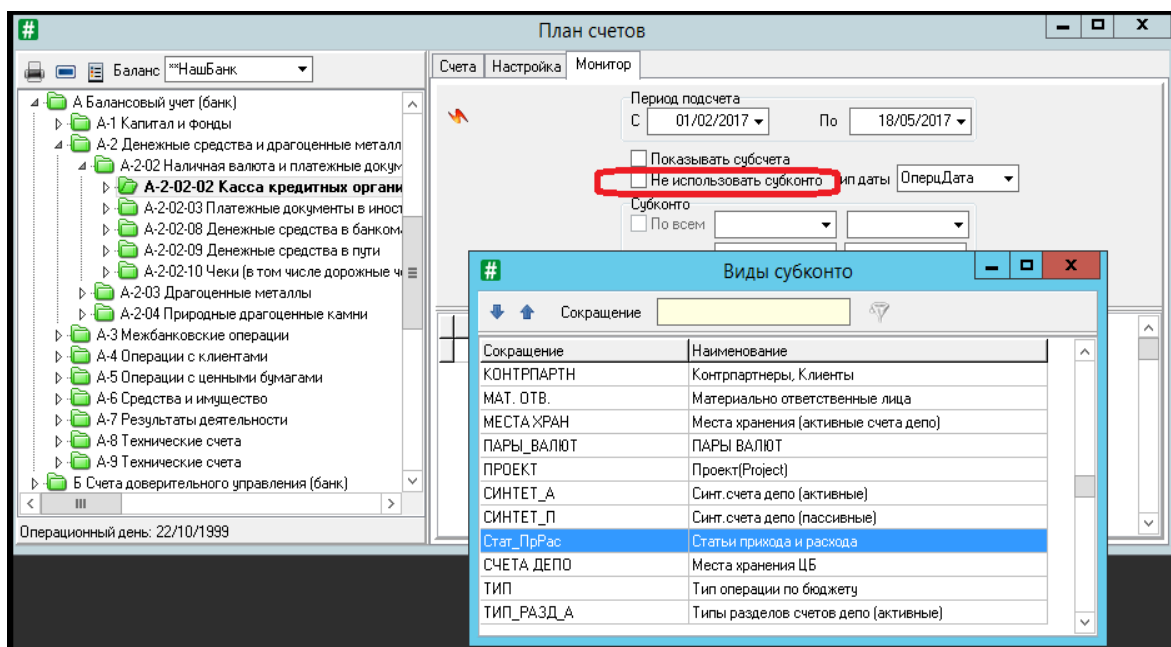 План счетов
Баланс **НашБанк
А Балансовый учет (банк)
А-1 Капитал и фонды
А-2 Денежные средства и драгоценные металл
А-2-02 Наличная валюта и платежные докум
А-2-02-02 Касса кредитных органи
А-2-02-03 Платежные документы в иност
А-2-02-08 Денежные средства в банком
А-2-02-09 Денежные средства в пути
А-2-02-10 Чеки (в том числе дорожные ч
А-2-03 Драгоценные металлы
А-2-04 Природные драгоценные камни
А-3 Межбанковские операции
А-4 Операции с клиентами
А-5 Операции с ценными бумагами
А-6 Средства и имущество
А-7 Результаты деятельности
А-8 Технические счета
А-9 Технические счета
Б Счета доверительного управления (банк)
Операционный день: 22/10/1999
Счета Настройка Монитор
Период подсчета
С 01/02/2017 По 18/05/2017
Показывать субсчета
Не использовать субконто ип даты ОперцДата
Субконто
По всем
Виды субконто
Сокращение
Сокращение Наименование
КОНТРПАРТН Контрпартнеры, Клиенты
МАТ. ОТВ. Материально ответственные лица
МЕСТА ХРАН Места хранения (активные счета депо)
ПАРЫ_ВАЛЮТ ПАРЫ ВАЛЮТ
ПРОЕКТ Проект(Project)
СИНТЕТ_А Синт.счета депо (активные)
СИНТЕТ_П Синт.счета депо (пассивные)
Стат_ПрРас Статьи прихода и расхода
СЧЕТА ДЕПО Места хранения ЦБ
ТИП Тип операции по бюджету
ТИП_РАЗД_А Типы разделов счетов депо (активные)